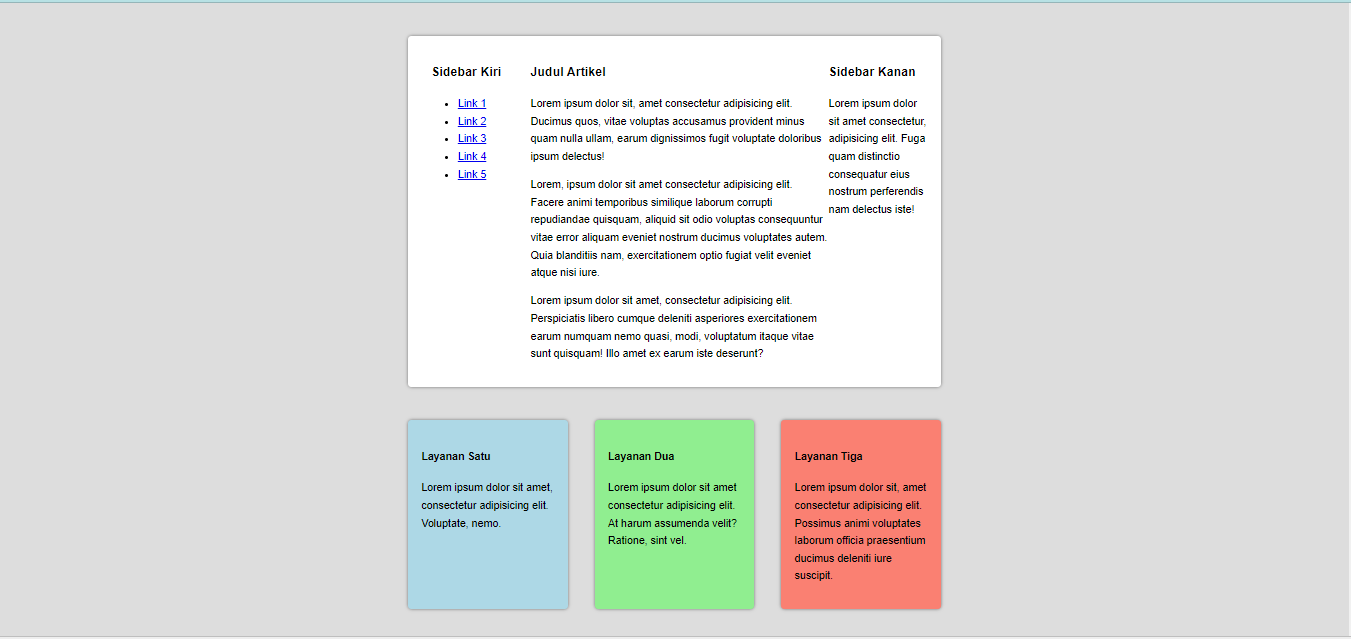 Sidebar Kiri
Link 1
Link 2
Link 3
Link 4
Link 5
Judul Artikel
Lorem ipsum dolor sit, amet consectetur adipisicing elit.
Ducimus quos, vitae voluptas accusamus provident minus
quam nulla ullam, earum dignissimos fugit voluptate doloribus
ipsum delectus!
Lorem, ipsum dolor sit amet consectetur adipisicing elit.
Facere animi temporibus similique laborum corrupti
repudiandae quisquam, aliquid sit odio voluptas consequuntur
vitae error aliquam eveniet nostrum ducimus voluptates autem.
Quia blanditiis nam, exercitationem optio fugiat velit eveniet
atque nisi iure.
Lorem ipsum dolor sit amet, consectetur adipisicing elit.
Perspiciatis libero cumque deleniti asperiores exercitationem
earum numquam nemo quasi, modi, voluptatum itaque vitae
sunt quisquam! Illo amet ex earum iste deserunt?
Sidebar Kanan
Lorem ipsum dolor
sit amet consectetur,
adipisicing elit. Fuga
quam distinctio
consequatur eius
nostrum perferendis
nam delectus iste!
Layanan Satu
Lorem ipsum dolor sit amet,
consectetur adipisicing elit.
Voluptate, nemo.
Layanan Dua
Lorem ipsum dolor sit amet
consectetur adipisicing elit.
At harum assumenda velit?
Ratione, sint vel.
Layanan Tiga
Lorem ipsum dolor sit, amet
consectetur adipisicing elit.
Possimus animi voluptates
laborum officia praesentium
ducimus deleniti iure
suscipit.